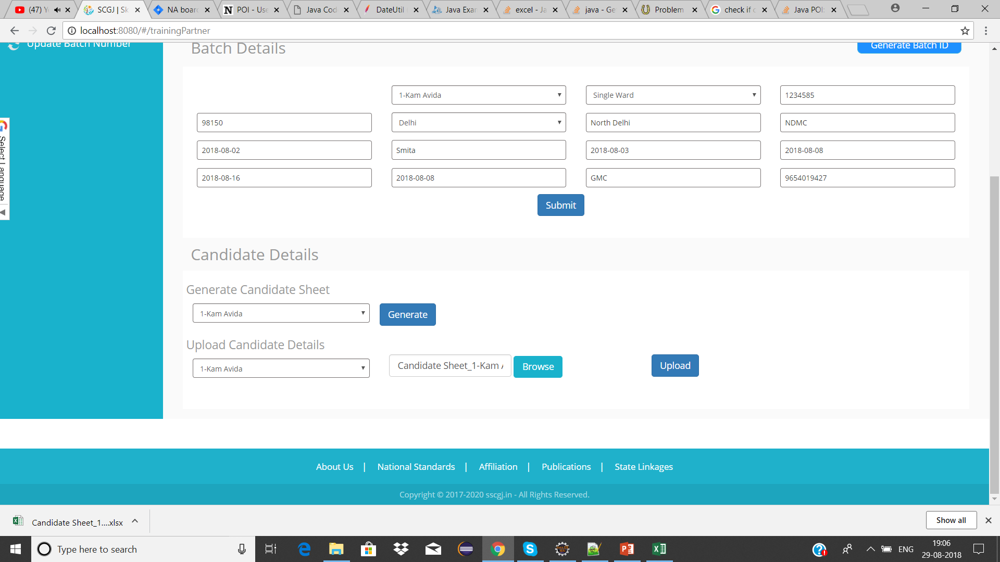 (47) Y
SCGJ | Sk
NA boar
POI - Use
Java Cod
DateUtil
Java Exar
excel - Ja
java - Ge
Problem
check if c
Java POI
localhost:8080/#/trainingPartner
Update Batch Number
Batch Details
Generate Batch ID
1-Kam Avida
Single Ward
1234585
98150
Delhi
North Delhi
NDMC
2018-08-02
Smita
2018-08-03
2018-08-08
2018-08-16
2018-08-08
GMC
9654019427
Submit
Select Language
Candidate Details
Generate Candidate Sheet
1-Kam Avida
Generate
Upload Candidate Details
1-Kam Avida
Candidate Sheet_1-Kam
Browse
Upload
About Us | National Standards | Affiliation | Publications | State Linkages
Copyright © 2017-2020 sscgj.in - All Rights Reserved.
Candidate Sheet_1....xlsx
Show all
Type here to search
ENG
19:06
29-08-2018